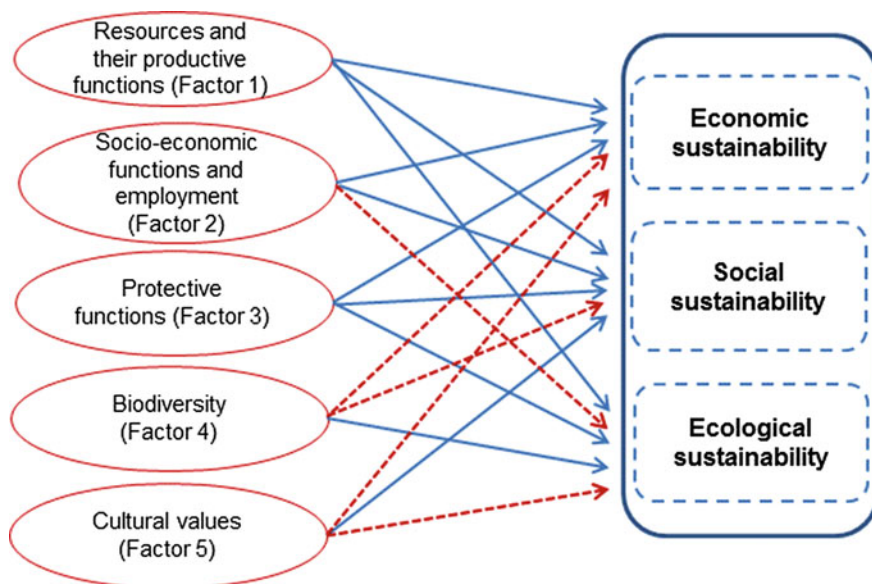 Resources and
their productive
functions (Factor 1)
Socio-economic
functions and
employment
(Factor 2)
Protective
functions (Factor 3)
Biodiversity
(Factor 4)
Cultural values
(Factor 5)
Economic
sustainability
Social
sustainability
Ecological
sustainability